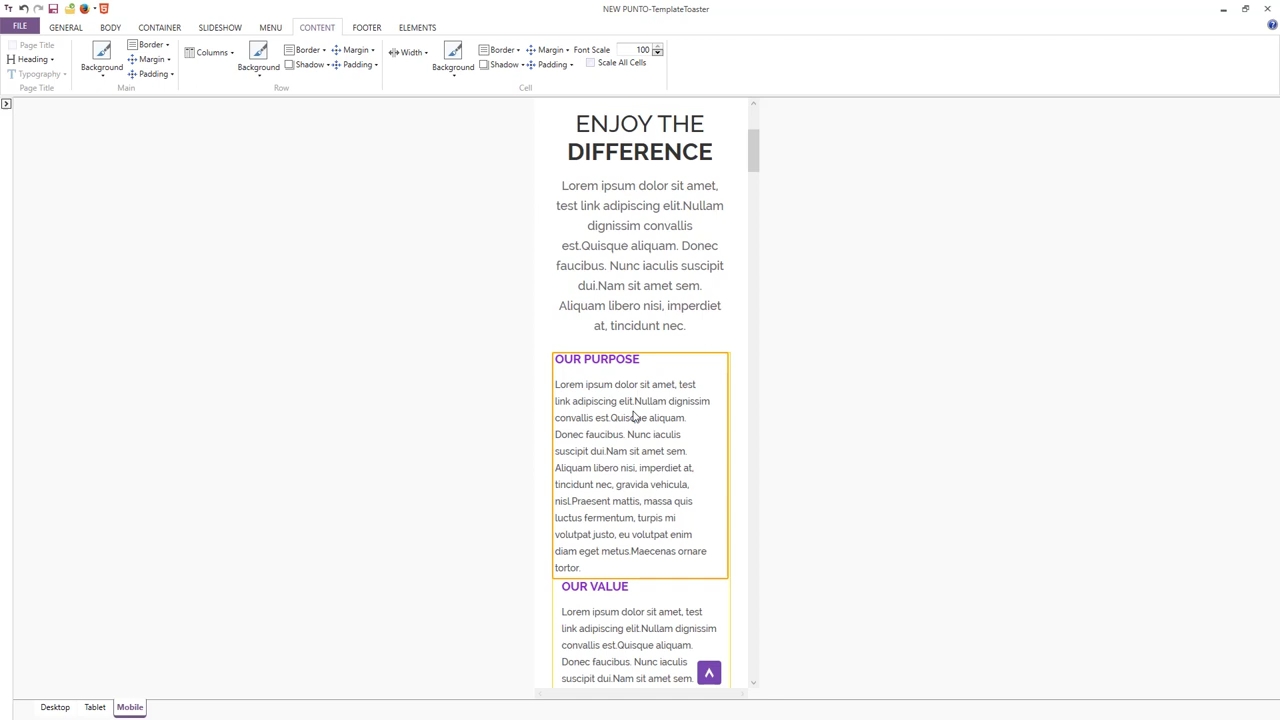 NEW PUNTO-TemplateToaster
FILE GENERAL BODY CONTAINER SLIDESHOW MENU CONTENT FOOTER ELEMENTS
Page Title
Heading
Typography
Page Title
Background
Border
Margin
Padding
Main
Columns
Background
Border
Shadow
Margin
Padding
Row
Width
Background
Border
Shadow
Margin
Padding
Font Scale 100
Scale All Cells
Cell
ENJOY THE
DIFFERENCE
Lorem ipsum dolor sit amet,
test link adipiscing elit.Nullam
dignissim convallis
est.Quisque aliquam. Donec
faucibus. Nunc iaculis suscipit
dui.Nam sit amet sem.
Aliquam libero nisi, imperdiet
at, tincidunt nec.
OUR PURPOSE
Lorem ipsum dolor sit amet, test
link adipiscing elit.Nullam dignissim
convallis est.Quisque aliquam.
Donec faucibus. Nunc iaculis
suscipit dui.Nam sit amet sem.
Aliquam libero nisi, imperdiet at,
tincidunt nec, gravida vehicula,
nisl.Praesent mattis, massa quis
luctus fermentum, turpis mi
volutpat justo, eu volutpat enim
diam eget metus.Maecenas ornare
tortor.
OUR VALUE
Lorem ipsum dolor sit amet, test
link adipiscing elit.Nullam dignissim
convallis est.Quisque aliquam.
Donec faucibus. Nunc iaculis
suscipit dui.Nam sit amet sem.
Desktop Tablet Mobile